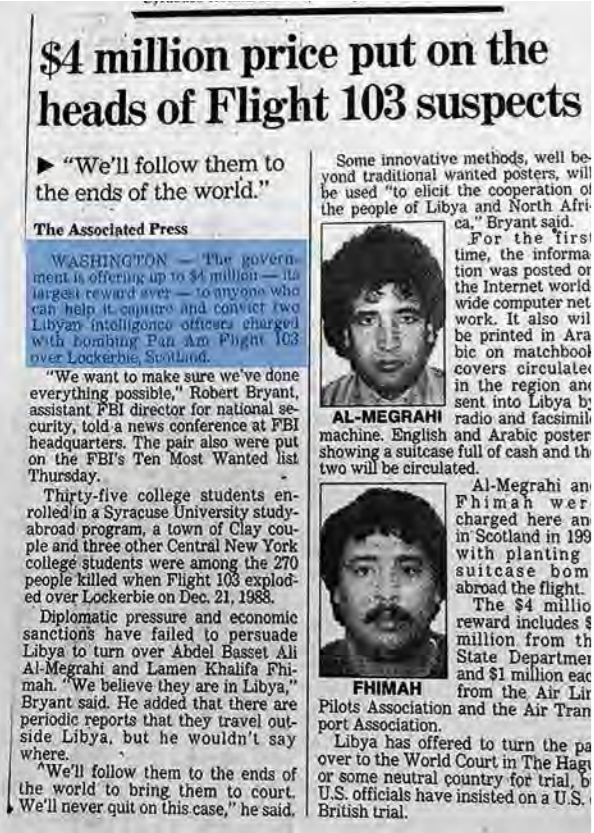 $4 million price put on the
heads of Flight 103 suspects
▶ "We'll follow them to
the ends of the world."
The Associated Press
WASHINGTON — The govern-
ment is offering up to $4 million — its
largest reward ever — to anyone who
can help it capture and convict two
Libyan intelligence officers charged
with bombing Pan Am Flight 103
over Lockerbie, Scotland.
"We want to make sure we've done
everything possible," Robert Bryant,
assistant FBI director for national se-
curity, told a news conference at FBI
headquarters. The pair also were put
on the FBI's Ten Most Wanted list
Thursday.
Thirty-five college students en-
rolled in a Syracuse University study-
abroad program, a town of Clay cou-
ple and three other Central New York
college students were among the 270
people killed when Flight 103 explod-
ed over Lockerbie on Dec. 21, 1988.
Diplomatic pressure and economic
sanctions have failed to persuade
Libya to turn over Abdel Basset Ali
Al-Megrahi and Lamen Khalifa Fhi-
mah. "We believe they are in Libya,"
Bryant said. He added that there are
periodic reports that they travel out-
side Libya, but he wouldn't say
where.
"We'll follow them to the ends of
the world to bring them to court.
We'll never quit on this case," he said.
Some innovative methods, well be-
yond traditional wanted posters, will
be used "to elicit the cooperation of
the people of Libya and North Afri-
ca," Bryant said.
For the first
time, the informa
tion was posted on
the Internet world
wide computer net
work. It also wil
be printed in Ara
bic on matchbook
covers circulated
in the region and
sent into Libya by
radio and facsimile
machine. English and Arabic poster
showing a suitcase full of cash and the
two will be circulated.
AL-MEGRAHI
Al-Megrahi an
Fhimah wer
charged here an
in Scotland in 199
with planting
suitcase bom
abroad the flight.
The $4 millio
reward includes $
million from th
State Departmen
and $1 million eac
from the Air Lin
Pilots Association and the Air Tran
port Association.
FHIMAH
Libya has offered to turn the pa
over to the World Court in The Hagu
or some neutral country for trial, b
U.S. officials have insisted on a U.S.
British trial.